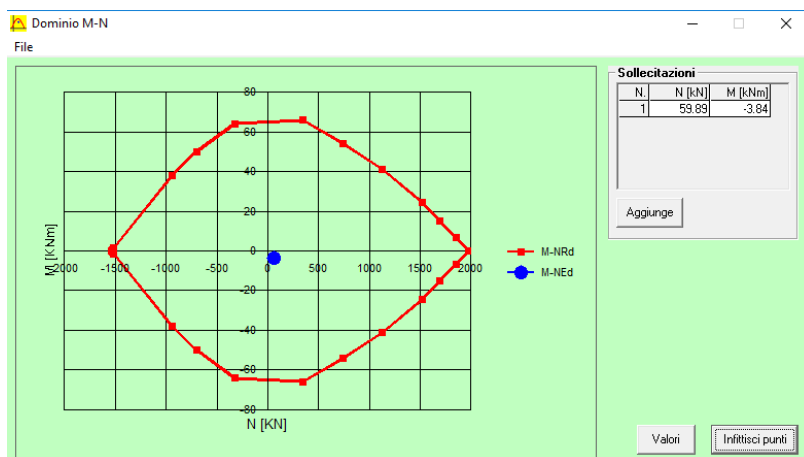 Dominio M-N
File
80
60
40
20
0
-20
-40
-60
-80
M [KNm]
-2000 -1500 -1000 -500 0 500 1000 1500 2000
N [KN]
M-NRd
M-NEd
Sollecitazioni
N. N [kN] M [kNm]
1 59.89 -3.84
Aggiunge
Valori Infittisci punti